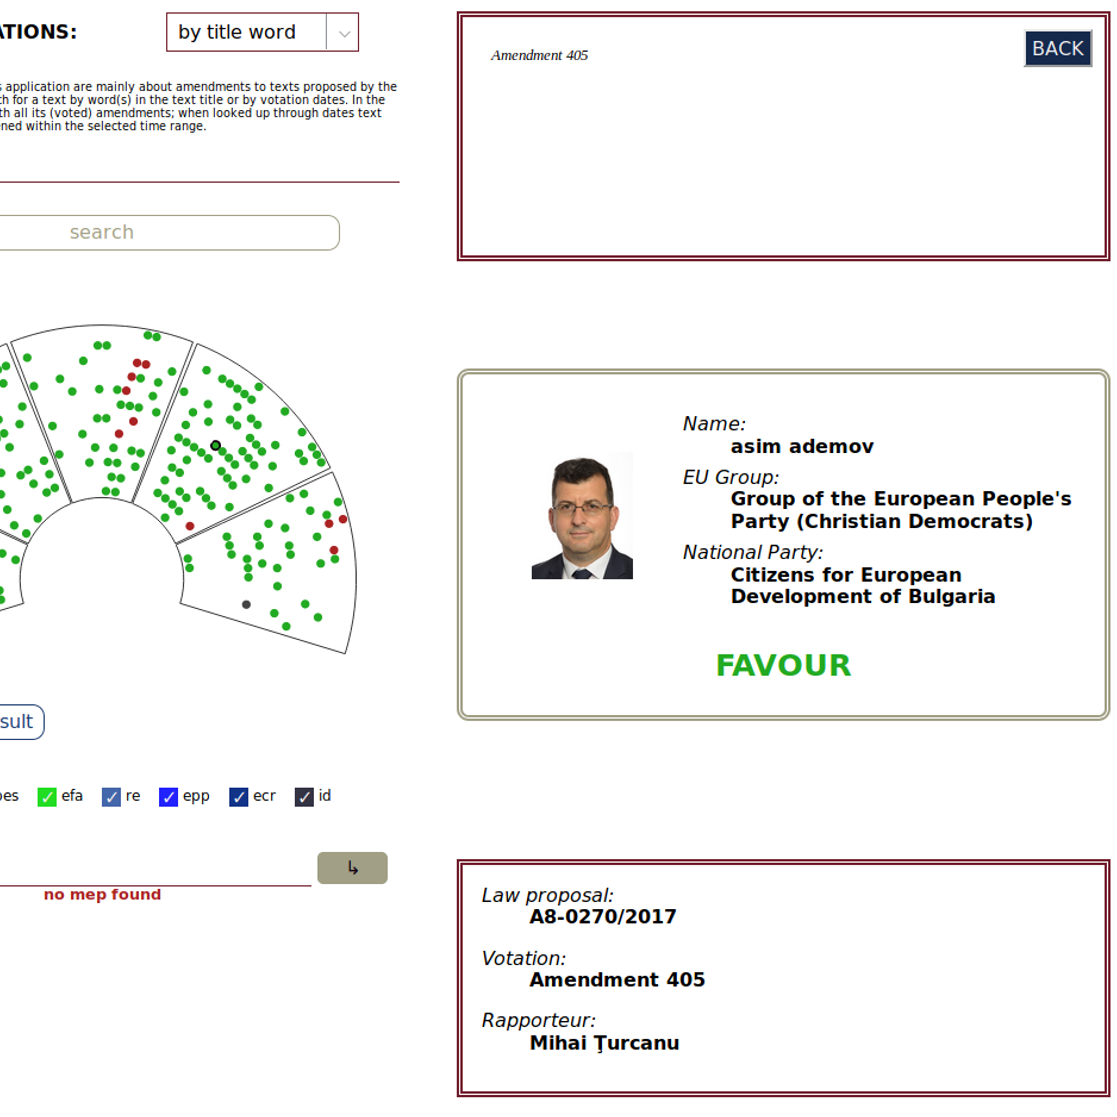 ATIONS:
by title word
s application are mainly about amendments to texts proposed by the
ch for a text by word(s) in the text title or by votation dates. In the
th all its (voted) amendments; when looked up through dates text
ened within the selected time range.
search
sult
es
efa
re
epp
ecr
id
↳
no mep found
Amendment 405
BACK
Name:
asim ademov
EU Group:
Group of the European People's
Party (Christian Democrats)
National Party:
Citizens for European
Development of Bulgaria
FAVOUR
Law proposal:
A8-0270/2017
Votation:
Amendment 405
Rapporteur:
Mihai Ţurcanu